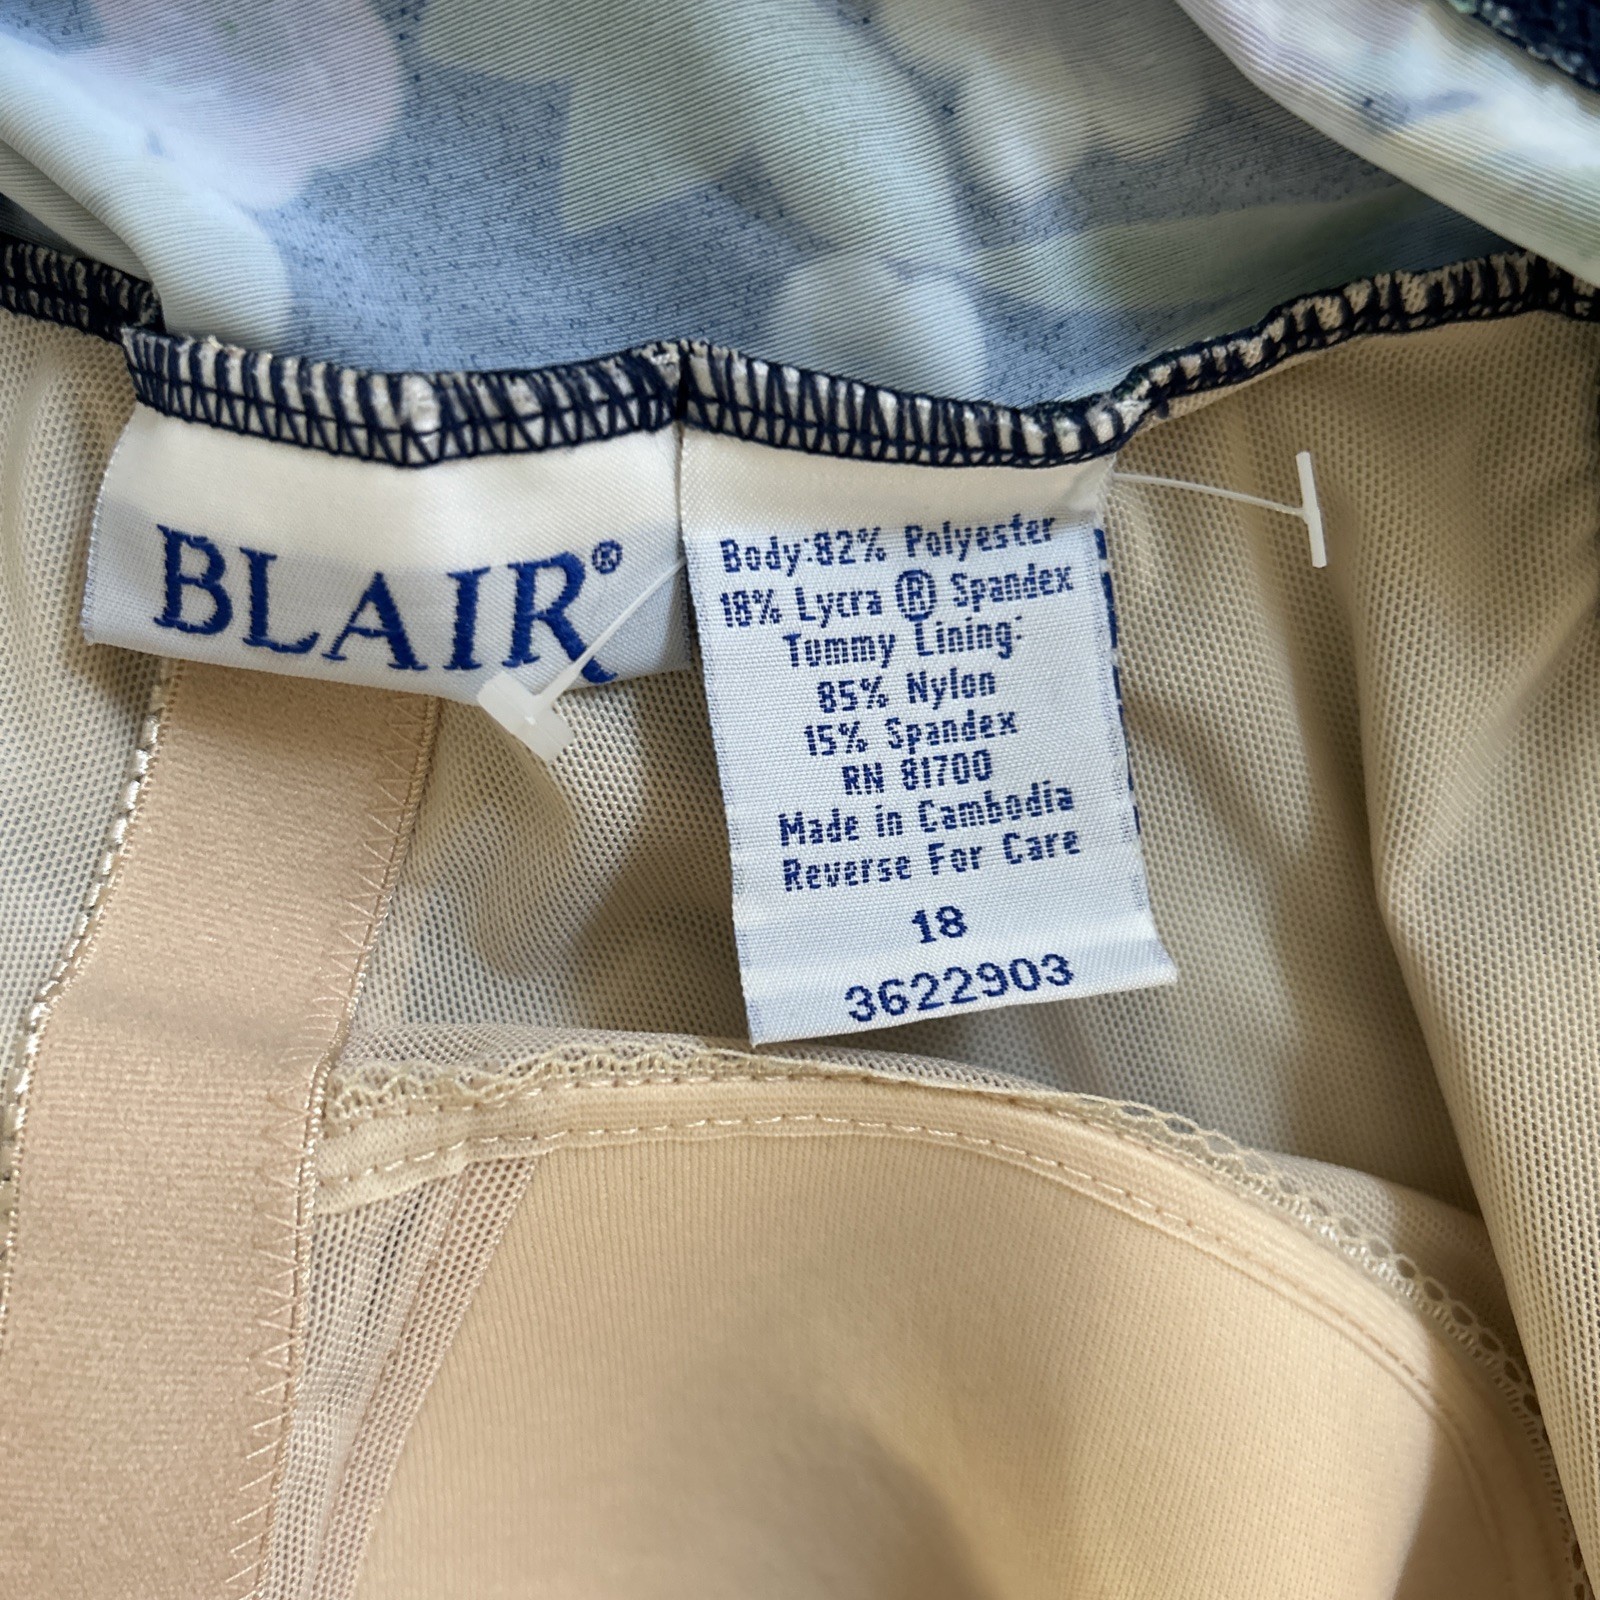 BLAIR®
Body:82% Polyester
18% Lycra ® Spandex
Tummy Lining:
85% Nylon
15% Spandex
RN 81700
Made in Cambodia
Reverse For Care
18
3622903